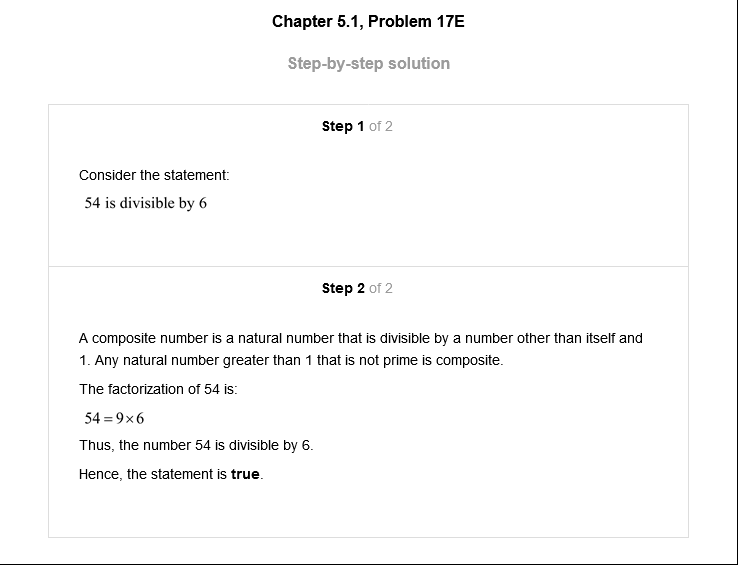 Chapter 5.1, Problem 17E
Step-by-step solution
Step 1 of 2
Consider the statement:
54 is divisible by 6
Step 2 of 2
A composite number is a natural number that is divisible by a number other than itself and
1. Any natural number greater than 1 that is not prime is composite.
The factorization of 54 is:
54=9×6
Thus, the number 54 is divisible by 6.
Hence, the statement is true.